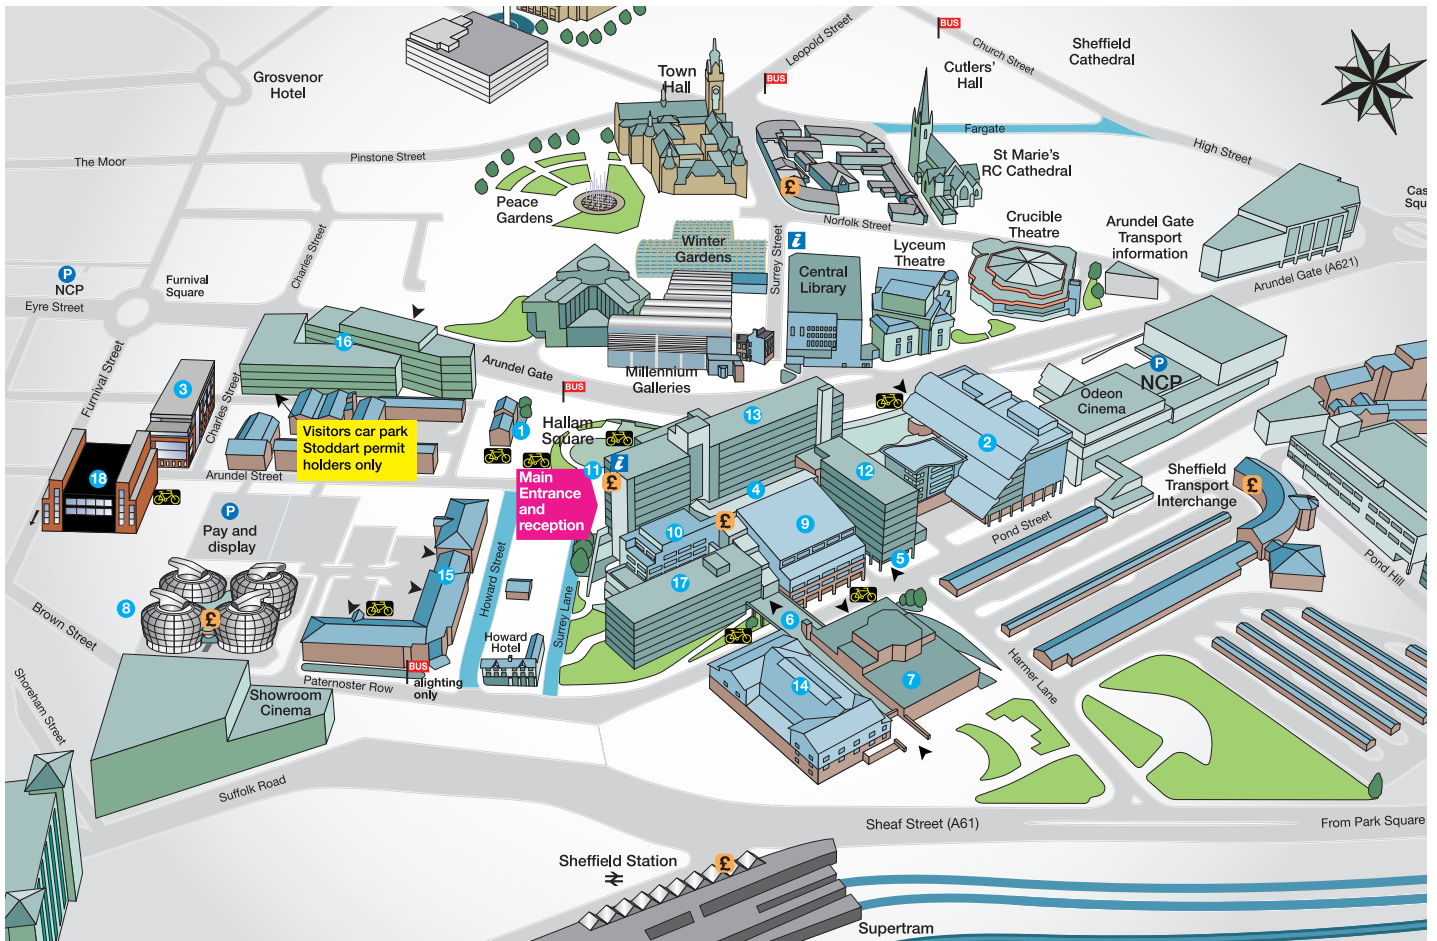 BUS
Leopold Street
Church Street
Sheffield
Cathedral
Grosvenor
Hotel
Town
Hall
BUS
Cutlers'
Hall
Fargate
High Street
The Moor
Pinstone Street
St Marie's
RC Cathedral
£
Peace
Gardens
Norfolk Street
Crucible
Theatre
Arundel Gate
Transport
information
Charles Street
Surrey Street
i
Winter
Gardens
Lyceum
Theatre
Central
Library
Arundel Gate (A621)
P
NCP
Furnival
Square
Eyre Street
16
Furnival Street
3
Charles Street
Arundel Gate
Millennium
Galleries
P
NCP
Odeon
Cinema
BUS
Hallam
Square
13
1
2
Visitors car park
Stoddart permit
holders only
11
i
£
12
Main
Entrance
and
reception
4
Sheffield
Transport
Interchange
£
18
Arundel Street
P
Pay and
display
10
£
9
Pond Street
5
Pond Hill
15
17
Howard Street
Surrey Lane
8
£
6
Brown Street
Howard
Hotel
Harmer Lane
BUS
alighting
only
Paternoster Row
14
7
Shoreham Street
Showroom
Cinema
Suffolk Road
Sheaf Street (A61)
From Park Square
Sheffield Station
£
Supertram